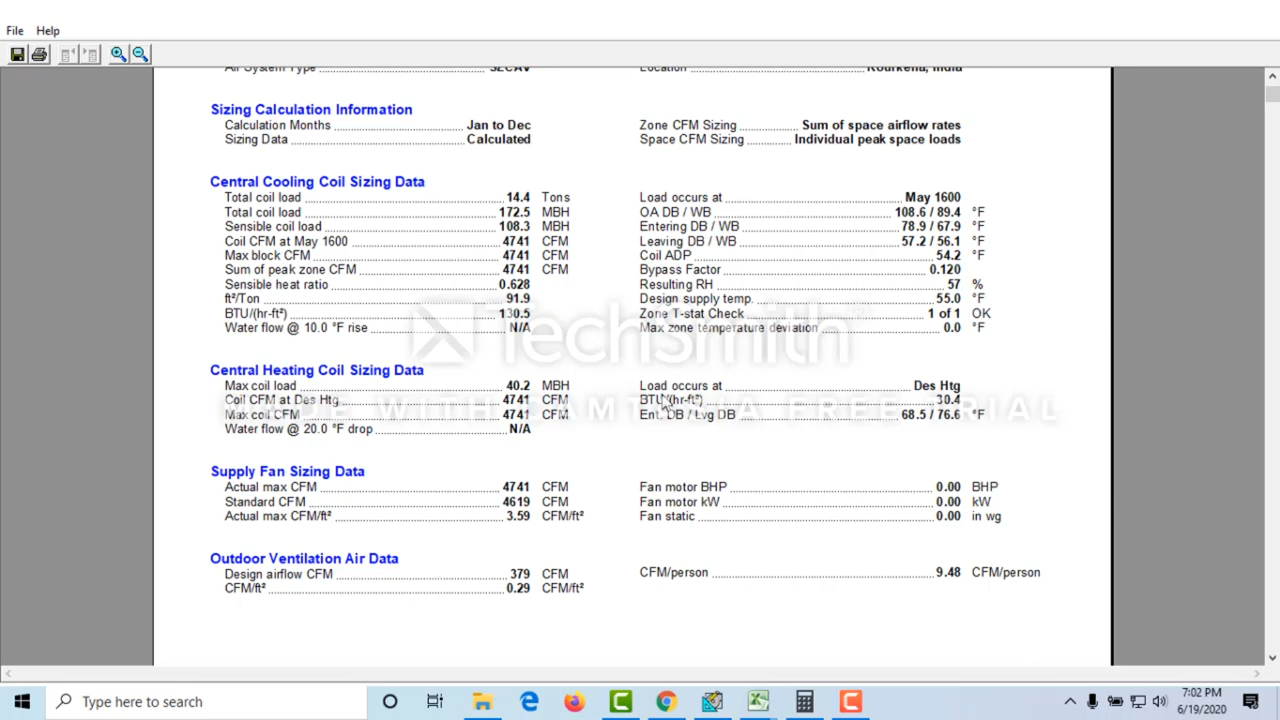 File Help
Air System Type SZCAV Location Rourkela, India
Sizing Calculation Information
Calculation Months Jan to Dec Zone CFM Sizing Sum of space airflow rates
Sizing Data Calculated Space CFM Sizing Individual peak space loads
Central Cooling Coil Sizing Data
Total coil load 14.4 Tons Load occurs at May 1600
Total coil load 172.5 MBH OA DB / WB 108.6 / 89.4 °F
Sensible coil load 108.3 MBH Entering DB / WB 78.9 / 67.9 °F
Coil CFM at May 1600 4741 CFM Leaving DB / WB 57.2 / 56.1 °F
Max block CFM 4741 CFM Coil ADP 54.2 °F
Sum of peak zone CFM 4741 CFM Bypass Factor 0.120
Sensible heat ratio 0.628 Resulting RH 57 %
ft²/Ton 91.9 Design supply temp. 55.0 °F
BTU/(hr-ft²) 130.5 Zone T-stat Check 1 of 1 OK
Water flow @ 10.0 °F rise N/A Max zone temperature deviation 0.0 °F
TechSmith
Central Heating Coil Sizing Data
Max coil load 40.2 MBH Load occurs at Des Htg
Coil CFM at Des Htg 4741 CFM BTU/(hr-ft²) 30.4
Max coil CFM 4741 CFM Ent. DB / Lvg DB 68.5 / 76.6 °F
MADE WITH CAMTASIA FREE TRIAL
Water flow @ 20.0 °F drop N/A
Supply Fan Sizing Data
Actual max CFM 4741 CFM Fan motor BHP 0.00 BHP
Standard CFM 4619 CFM Fan motor kW 0.00 kW
Actual max CFM/ft² 3.59 CFM/ft² Fan static 0.00 in wg
Outdoor Ventilation Air Data
Design airflow CFM 379 CFM CFM/person 9.48 CFM/person
CFM/ft² 0.29 CFM/ft²
Type here to search
7:02 PM
6/19/2020